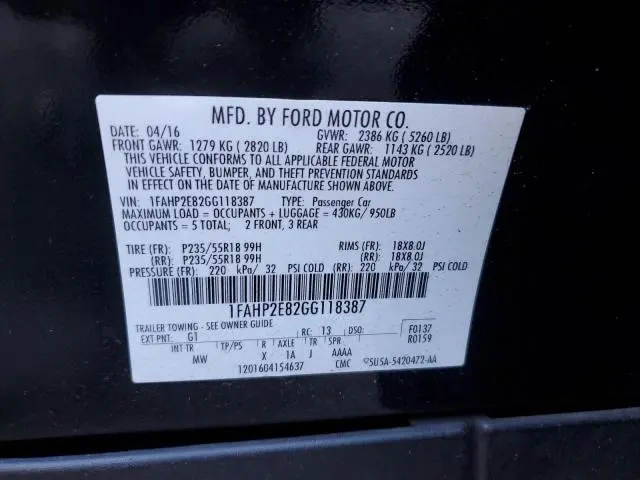 MFD. BY FORD MOTOR CO.
DATE: 04/16 GVWR: 2386 KG ( 5260 LB)
FRONT GAWR: 1279 KG ( 2820 LB) REAR GAWR: 1143 KG ( 2520 LB)
THIS VEHICLE CONFORMS TO ALL APPLICABLE FEDERAL MOTOR
VEHICLE SAFETY, BUMPER, AND THEFT PREVENTION STANDARDS
IN EFFECT ON THE DATE OF MANUFACTURE SHOWN ABOVE.
VIN: 1FAHP2E82GG118387 TYPE: Passenger Car
MAXIMUM LOAD = OCCUPANTS + LUGGAGE = 430KG/ 950LB
OCCUPANTS = 5 TOTAL; 2 FRONT, 3 REAR
TIRE (FR): P235/55R18 99H RIMS (FR): 18X8.0J
(RR): P235/55R18 99H (RR): 18X8.0J
PRESSURE (FR): 220 kPa/ 32 PSI COLD (RR): 220 kPa/ 32 PSI COLD
1FAHP2E82GG118387
TRAILER TOWING - SEE OWNER GUIDE
EXT PNT: G1 RC: 13 DSO: F0137
R0159
INT TR TP/PS R AXLE TR SPR
MW X 1A J AAAA
1201604154637 CMC 5U5A-5420472-AA